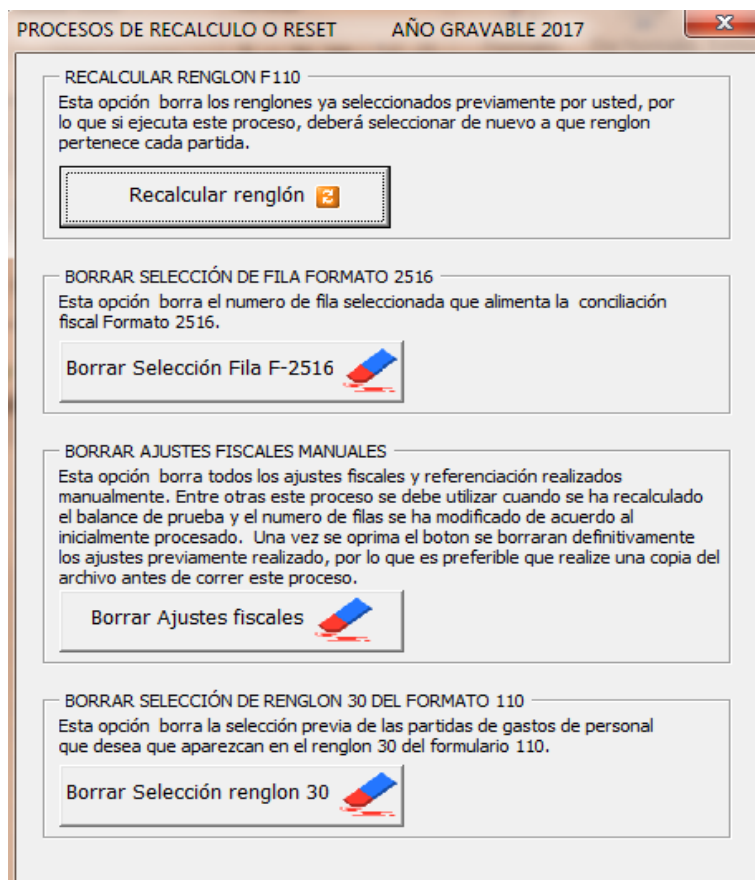 PROCESOS DE RECALCULO O RESET AÑO GRAVABLE 2017
RECALCULAR RENGLON F110
Esta opción borra los renglones ya seleccionados previamente por usted, por
lo que si ejecuta este proceso, deberá seleccionar de nuevo a que renglon
pertenece cada partida.
Recalcular renglón
BORRAR SELECCIÓN DE FILA FORMATO 2516
Esta opción borra el numero de fila seleccionada que alimenta la conciliación
fiscal Formato 2516.
Borrar Selección Fila F-2516
BORRAR AJUSTES FISCALES MANUALES
Esta opción borra todos los ajustes fiscales y referenciación realizados
manualmente. Entre otras este proceso se debe utilizar cuando se ha recalculado
el balance de prueba y el numero de filas se ha modificado de acuerdo al
inicialmente procesado. Una vez se oprima el boton se borraran definitivamente
los ajustes previamente realizado, por lo que es preferible que realize una copia del
archivo antes de correr este proceso.
Borrar Ajustes fiscales
BORRAR SELECCIÓN DE RENGLON 30 DEL FORMATO 110
Esta opción borra la selección previa de las partidas de gastos de personal
que desea que aparezcan en el renglon 30 del formulario 110.
Borrar Selección renglon 30